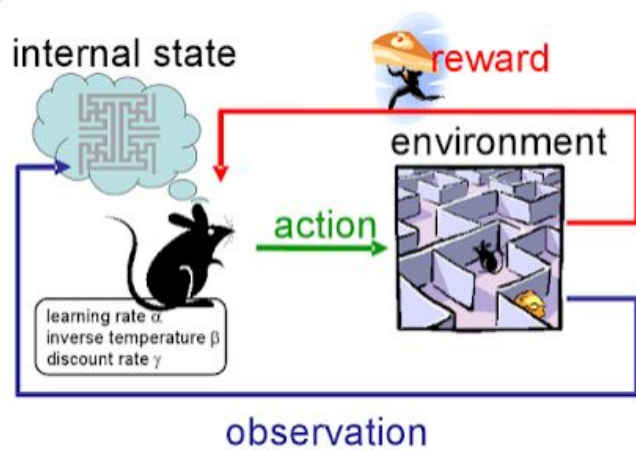 internal state
reward
environment
action
learning rate α
inverse temperature β
discount rate γ
observation